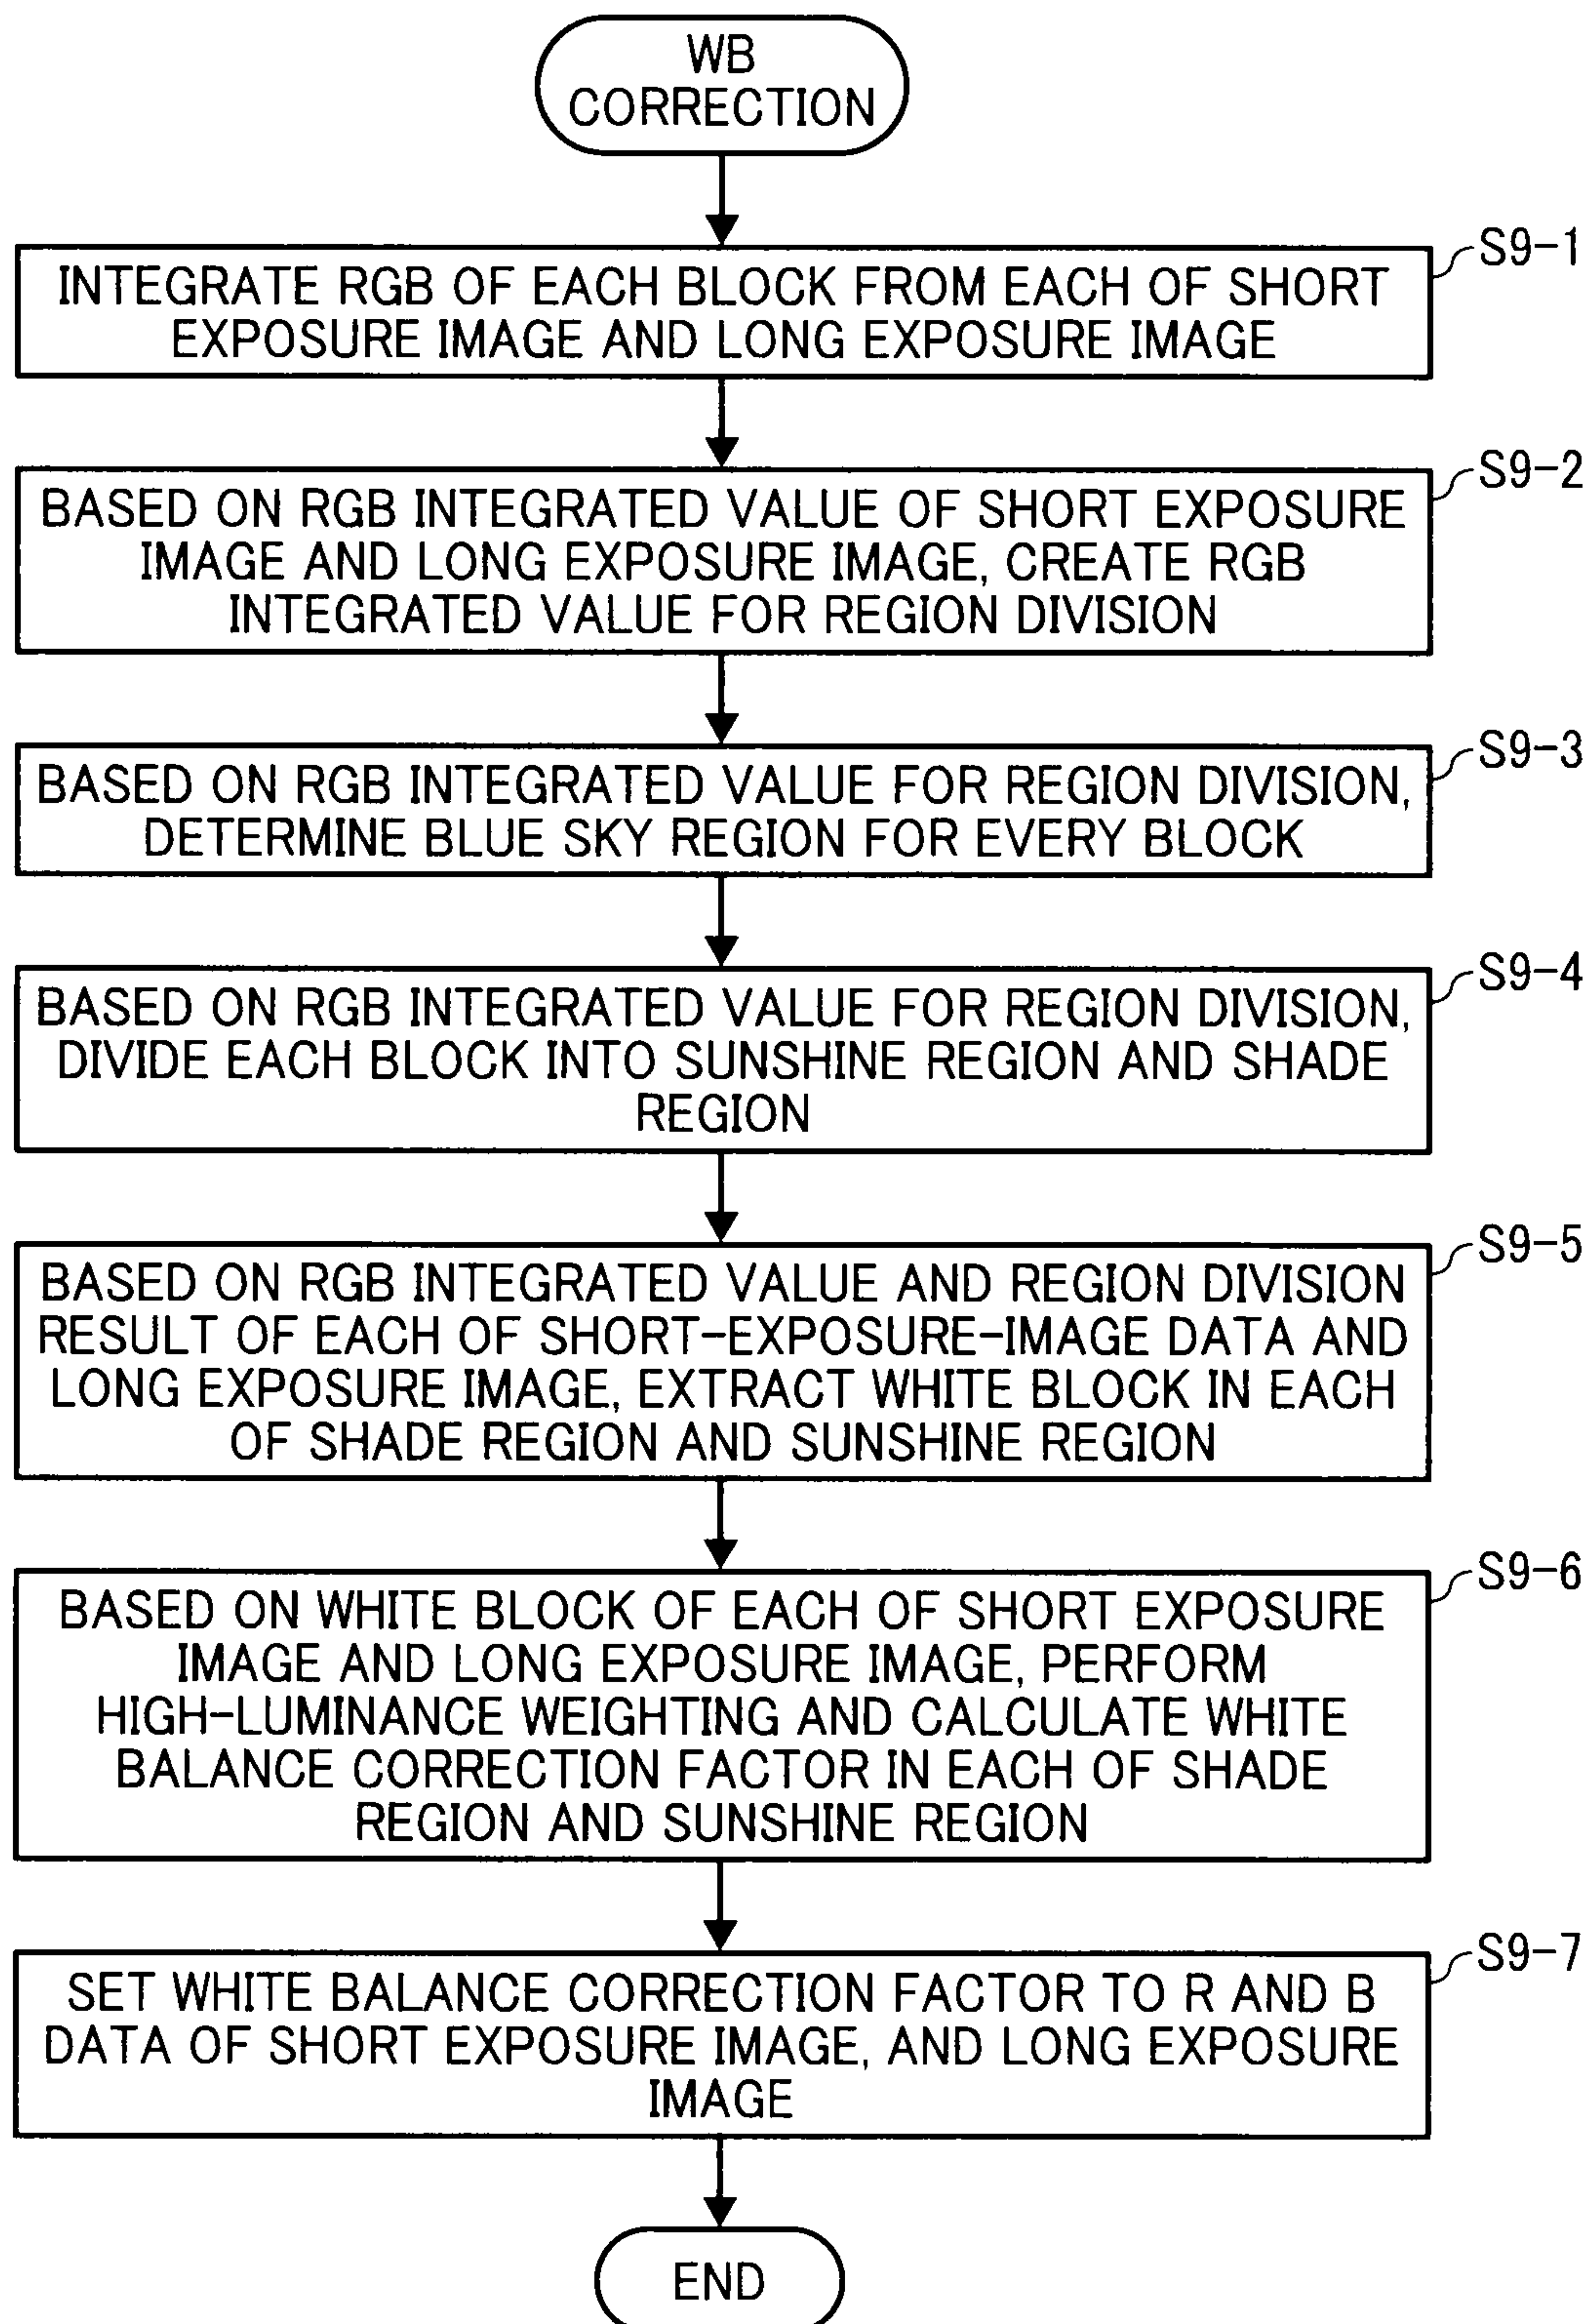 WB
CORRECTION
S9-1
INTEGRATE RGB OF EACH BLOCK FROM EACH OF SHORT
EXPOSURE IMAGE AND LONG EXPOSURE IMAGE
S9-2
BASED ON RGB INTEGRATED VALUE OF SHORT EXPOSURE
IMAGE AND LONG EXPOSURE IMAGE, CREATE RGB
INTEGRATED VALUE FOR REGION DIVISION
S9-3
BASED ON RGB INTEGRATED VALUE FOR REGION DIVISION,
DETERMINE BLUE SKY REGION FOR EVERY BLOCK
S9-4
BASED ON RGB INTEGRATED VALUE FOR REGION DIVISION,
DIVIDE EACH BLOCK INTO SUNSHINE REGION AND SHADE
REGION
S9-5
BASED ON RGB INTEGRATED VALUE AND REGION DIVISION
RESULT OF EACH OF SHORT-EXPOSURE-IMAGE DATA AND
LONG EXPOSURE IMAGE, EXTRACT WHITE BLOCK IN EACH
OF SHADE REGION AND SUNSHINE REGION
S9-6
BASED ON WHITE BLOCK OF EACH OF SHORT EXPOSURE
IMAGE AND LONG EXPOSURE IMAGE, PERFORM
HIGH-LUMINANCE WEIGHTING AND CALCULATE WHITE
BALANCE CORRECTION FACTOR IN EACH OF SHADE
REGION AND SUNSHINE REGION
S9-7
SET WHITE BALANCE CORRECTION FACTOR TO R AND B
DATA OF SHORT EXPOSURE IMAGE, AND LONG EXPOSURE
IMAGE
END